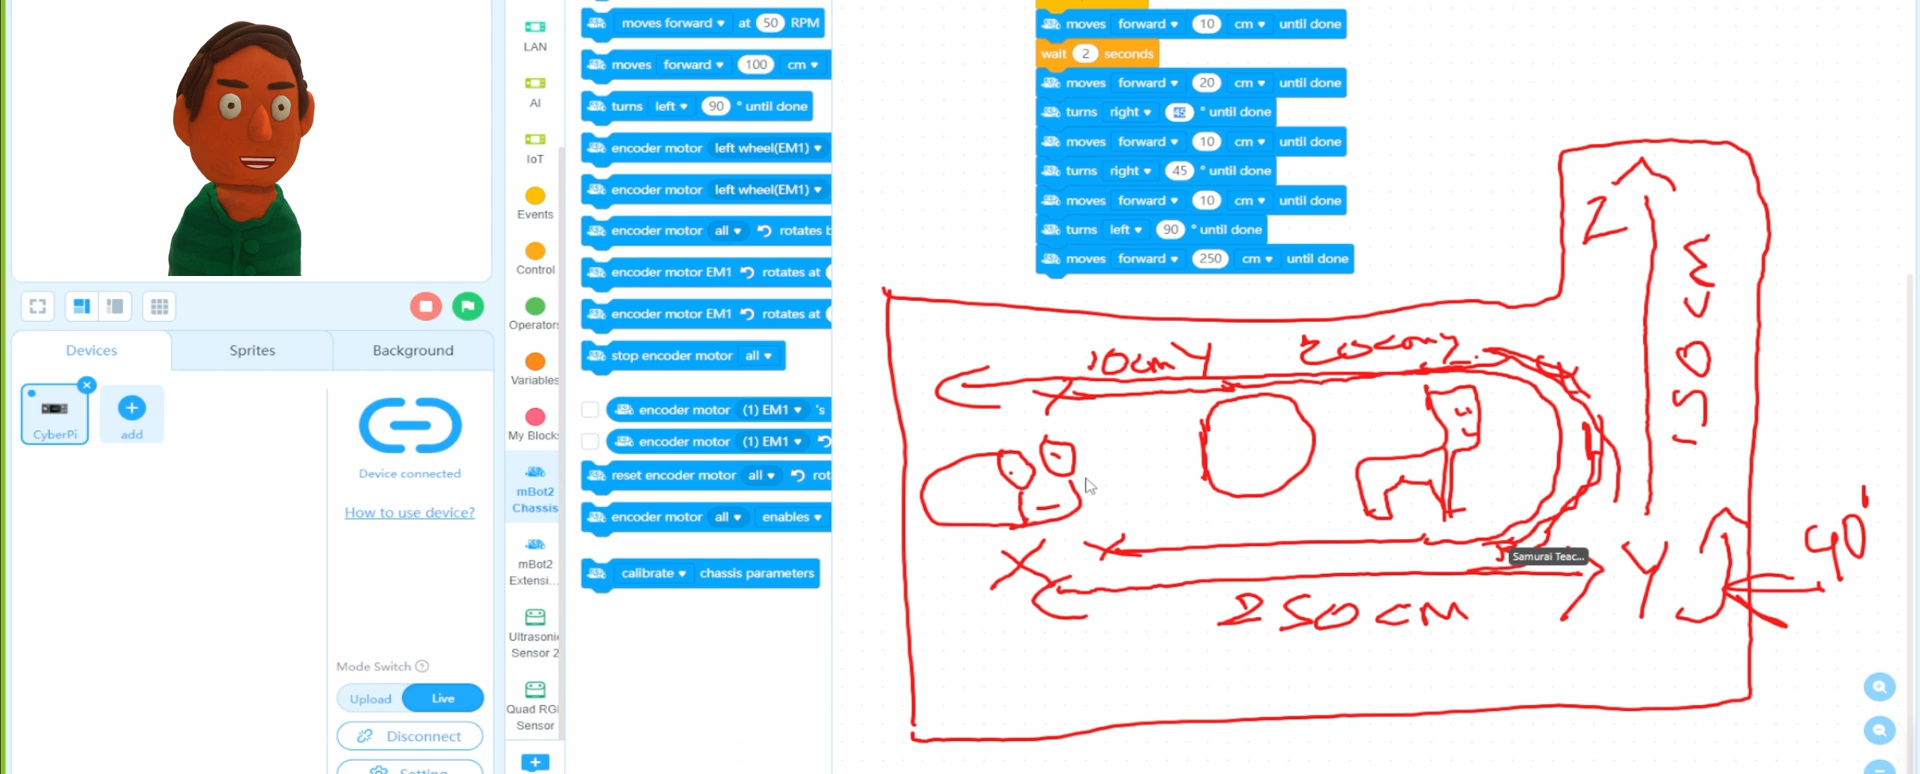 LAN
AI
IoT
Events
Control
Operators
Variables
My Blocks
mBot2
Chassis
mBot2
Extensi...
Ultrasonic
Sensor 2
Quad RGB
Sensor
moves forward at 50 RPM
moves forward 100 cm
turns left 90 ° until done
encoder motor left wheel(EM1)
encoder motor left wheel(EM1)
encoder motor all rotates b
encoder motor EM1 rotates at
encoder motor EM1 rotates at
stop encoder motor all
encoder motor (1) EM1 's
encoder motor (1) EM1
reset encoder motor all rot
encoder motor all enables
calibrate chassis parameters
moves forward 10 cm until done
wait 2 seconds
moves forward 20 cm until done
turns right 45 ° until done
moves forward 10 cm until done
turns right 45 ° until done
moves forward 10 cm until done
turns left 90 ° until done
moves forward 250 cm until done
Devices
Sprites
Background
CyberPi
add
Device connected
How to use device?
Mode Switch
Upload
Live
Disconnect
Setting
Z
150cm
10cm Y
X
Samurai Teac...
Y
90°
250CM